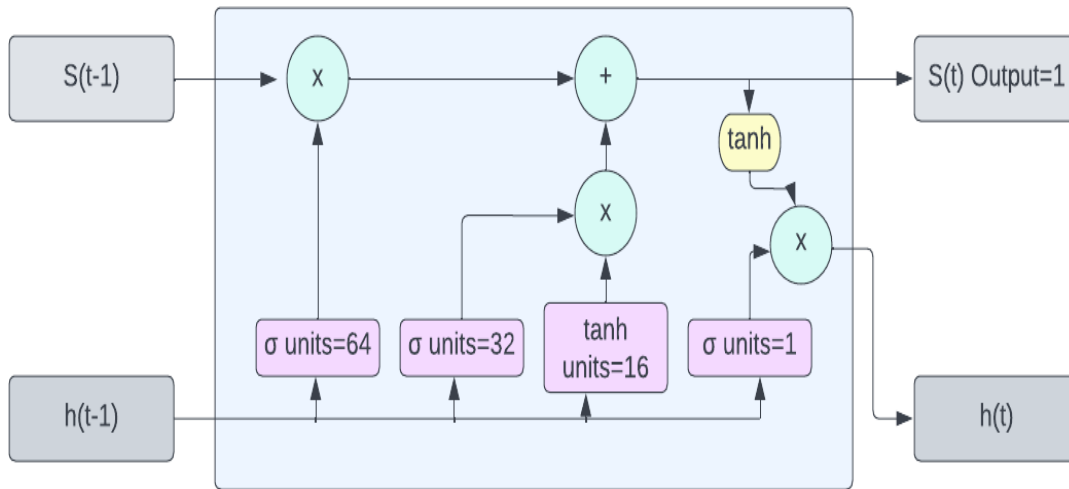 S(t-1)
x
+
S(t) Output=1
tanh
x
x
σ units=64
σ units=32
tanh
units=16
σ units=1
h(t-1)
h(t)